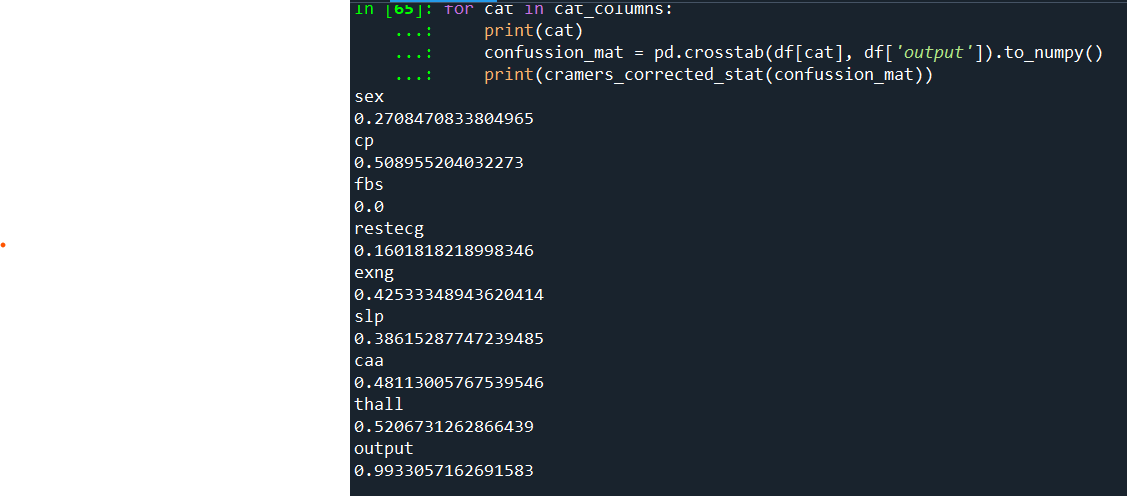 In [65]: for cat in cat_columns:
...: print(cat)
...: confussion_mat = pd.crosstab(df[cat], df['output']).to_numpy()
...: print(cramers_corrected_stat(confussion_mat))
sex
0.2708470833804965
cp
0.508955204032273
fbs
0.0
restecg
0.1601818218998346
exng
0.42533348943620414
slp
0.38615287747239485
caa
0.48113005767539546
thall
0.5206731262866439
output
0.9933057162691583